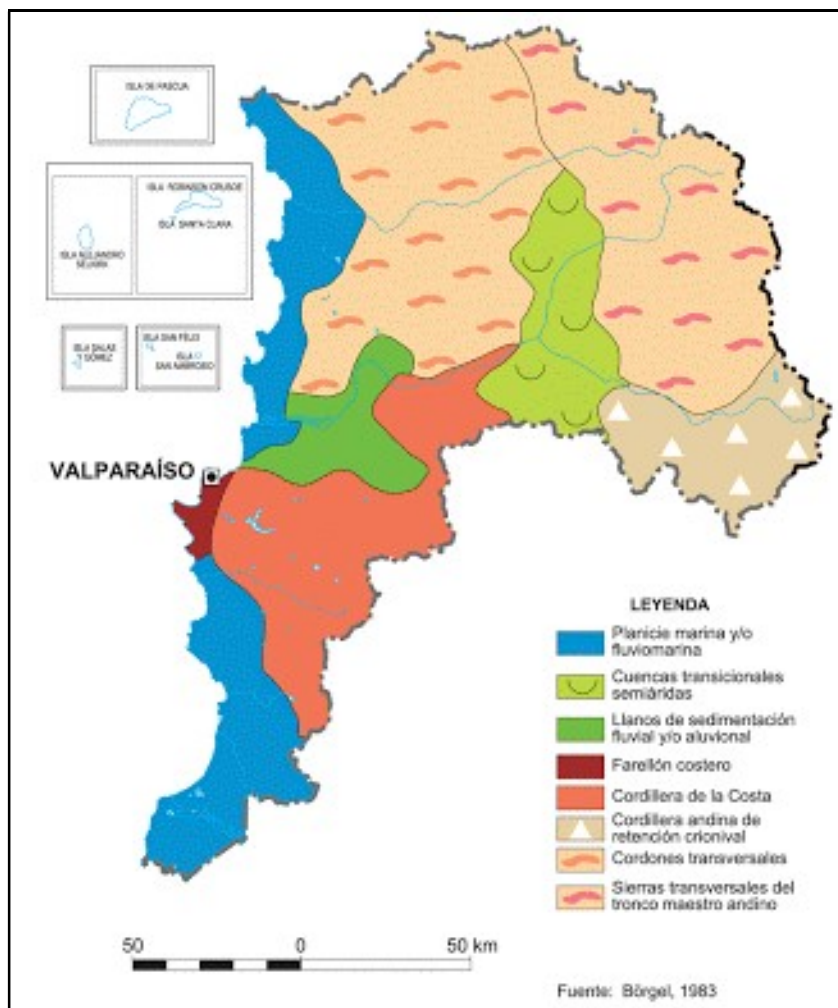 ISLA DE PASCUA
ISLA ROBINSON CRUSOE
ISLA SANTA CLARA
ISLA ALEJANDRO
SELKIRK
ISLA SALAS
Y GÓMEZ
ISLA SAN FÉLIX
ISLA
SAN AMBROSIO
VALPARAÍSO
LEYENDA
Planicie marina y/o
fluviomarina
Cuencas transicionales
semiáridas
Llanos de sedimentación
fluvial y/o aluvional
Farellón costero
Cordillera de la Costa
Cordillera andina de
retención crionival
Cordones transversales
Sierras transversales del
tronco maestro andino
50 0 50 km
Fuente: Börgel, 1983